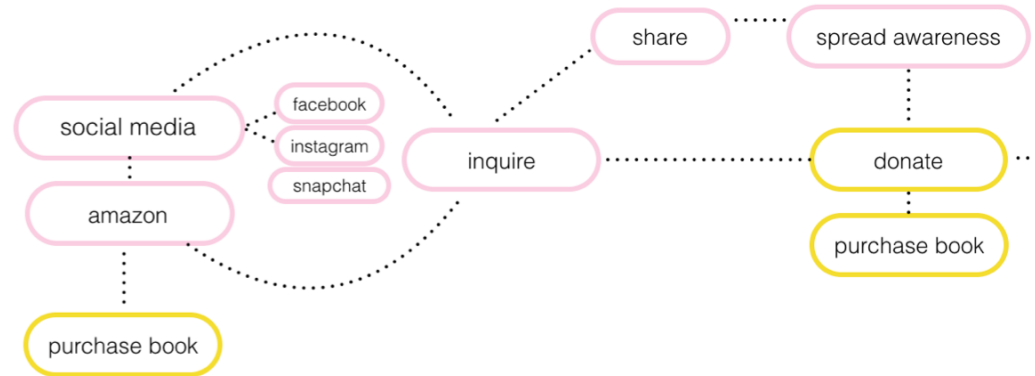 share
spread awareness
facebook
social media
instagram
inquire
donate
snapchat
amazon
purchase book
purchase book